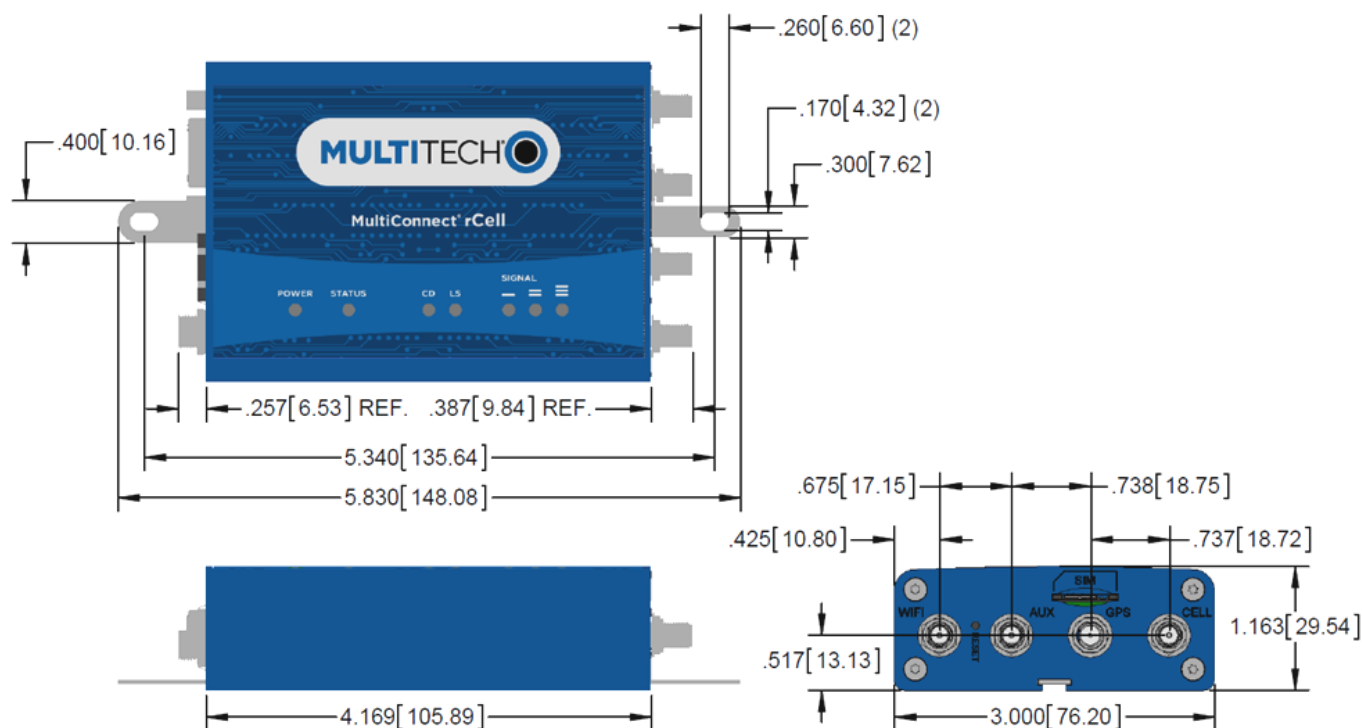 .260[6.60] (2)
.170[4.32] (2)
.400[10.16]
.300[7.62]
MULTITECH®
MultiConnect® rCell
SIGNAL
POWER STATUS CD LS
.257[6.53] REF. .387[9.84] REF.
5.340[135.64]
5.830[148.08]
.675[17.15] .738[18.75]
.425[10.80] .737[18.72]
SIM
WIFI AUX GPS CELL
RESET
1.163[29.54]
.517[13.13]
4.169[105.89] 3.000[76.20]